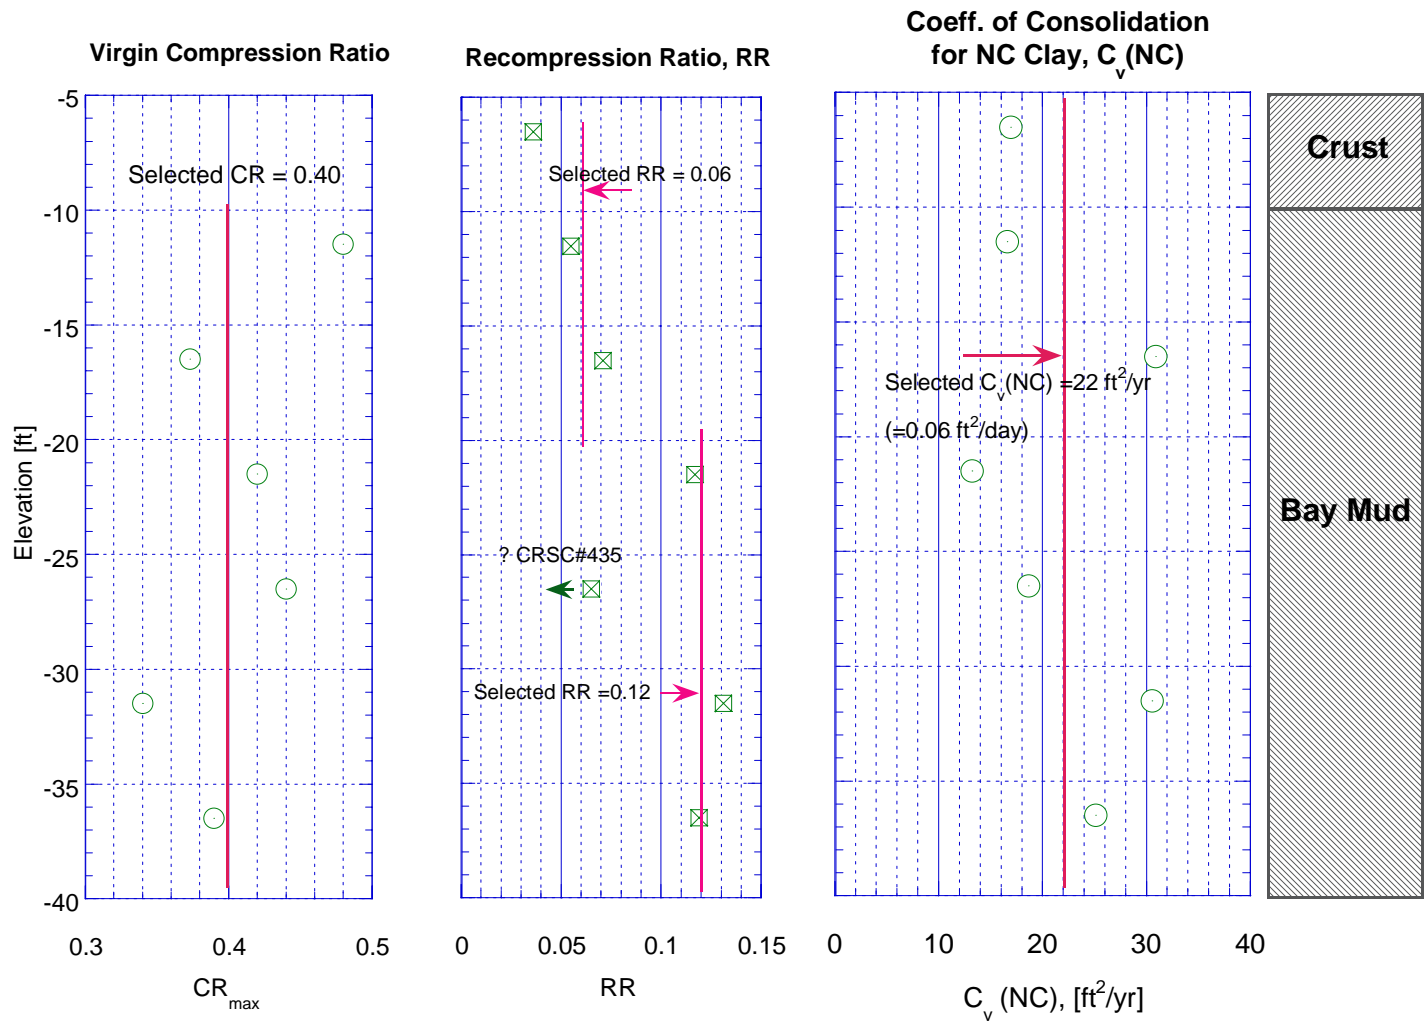 Virgin Compression Ratio
Recompression Ratio, RR
Coeff. of Consolidation
for NC Clay, Cv(NC)
-5
-10
-15
-20
-25
-30
-35
-40
Elevation [ft]
Selected CR = 0.40
0.3 0.4 0.5
CRmax
Selected RR = 0.06
? CRSC#435
Selected RR =0.12
0 0.05 0.1 0.15
RR
Selected Cv(NC) =22 ft²/yr
(=0.06 ft²/day)
0 10 20 30 40
Cv (NC), [ft²/yr]
Crust
Bay Mud